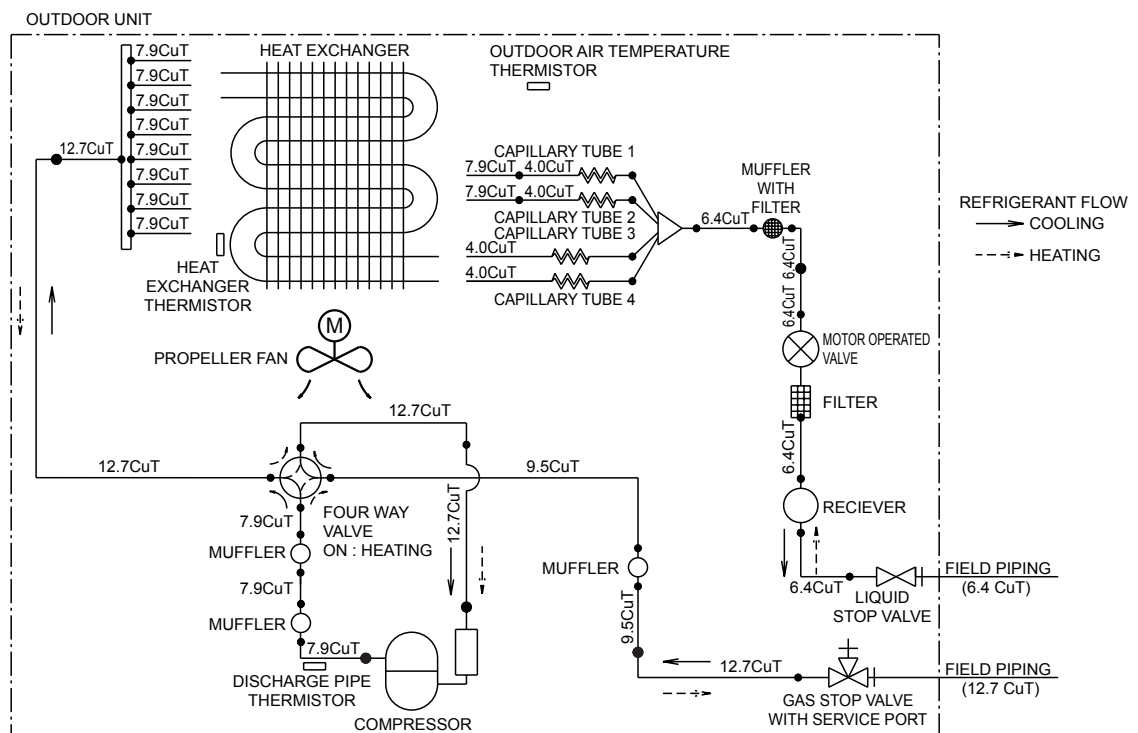 OUTDOOR UNIT
7.9CuT
7.9CuT
7.9CuT
7.9CuT
7.9CuT
7.9CuT
7.9CuT
7.9CuT
12.7CuT
HEAT EXCHANGER
OUTDOOR AIR TEMPERATURE
THERMISTOR
CAPILLARY TUBE 1
7.9CuT 4.0CuT
7.9CuT 4.0CuT
CAPILLARY TUBE 2
CAPILLARY TUBE 3
4.0CuT
4.0CuT
CAPILLARY TUBE 4
6.4CuT
MUFFLER
WITH
FILTER
6.4CuT
6.4CuT
REFRIGERANT FLOW
COOLING
HEATING
HEAT
EXCHANGER
THERMISTOR
M
PROPELLER FAN
MOTOR OPERATED
VALVE
FILTER
6.4CuT
RECIEVER
12.7CuT
12.7CuT
9.5CuT
12.7CuT
7.9CuT
FOUR WAY
VALVE
ON : HEATING
MUFFLER
7.9CuT
MUFFLER
7.9CuT
DISCHARGE PIPE
THERMISTOR
COMPRESSOR
MUFFLER
9.5CuT
6.4CuT
LIQUID
STOP VALVE
FIELD PIPING
(6.4 CuT)
12.7CuT
GAS STOP VALVE
WITH SERVICE PORT
FIELD PIPING
(12.7 CuT)